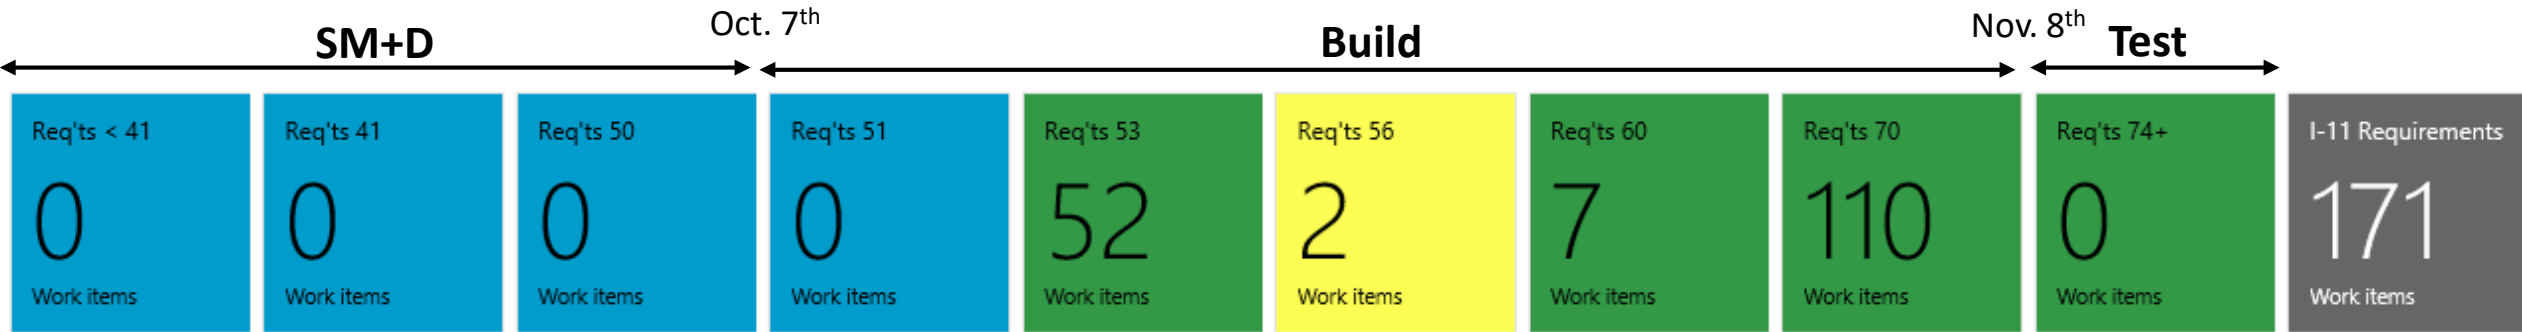 SM+D
Oct. 7th
Build
Nov. 8th
Test
Req'ts < 41
0
Work items
Req'ts 41
0
Work items
Req'ts 50
0
Work items
Req'ts 51
0
Work items
Req'ts 53
52
Work items
Req'ts 56
2
Work items
Req'ts 60
7
Work items
Req'ts 70
110
Work items
Req'ts 74+
0
Work items
I-11 Requirements
171
Work items